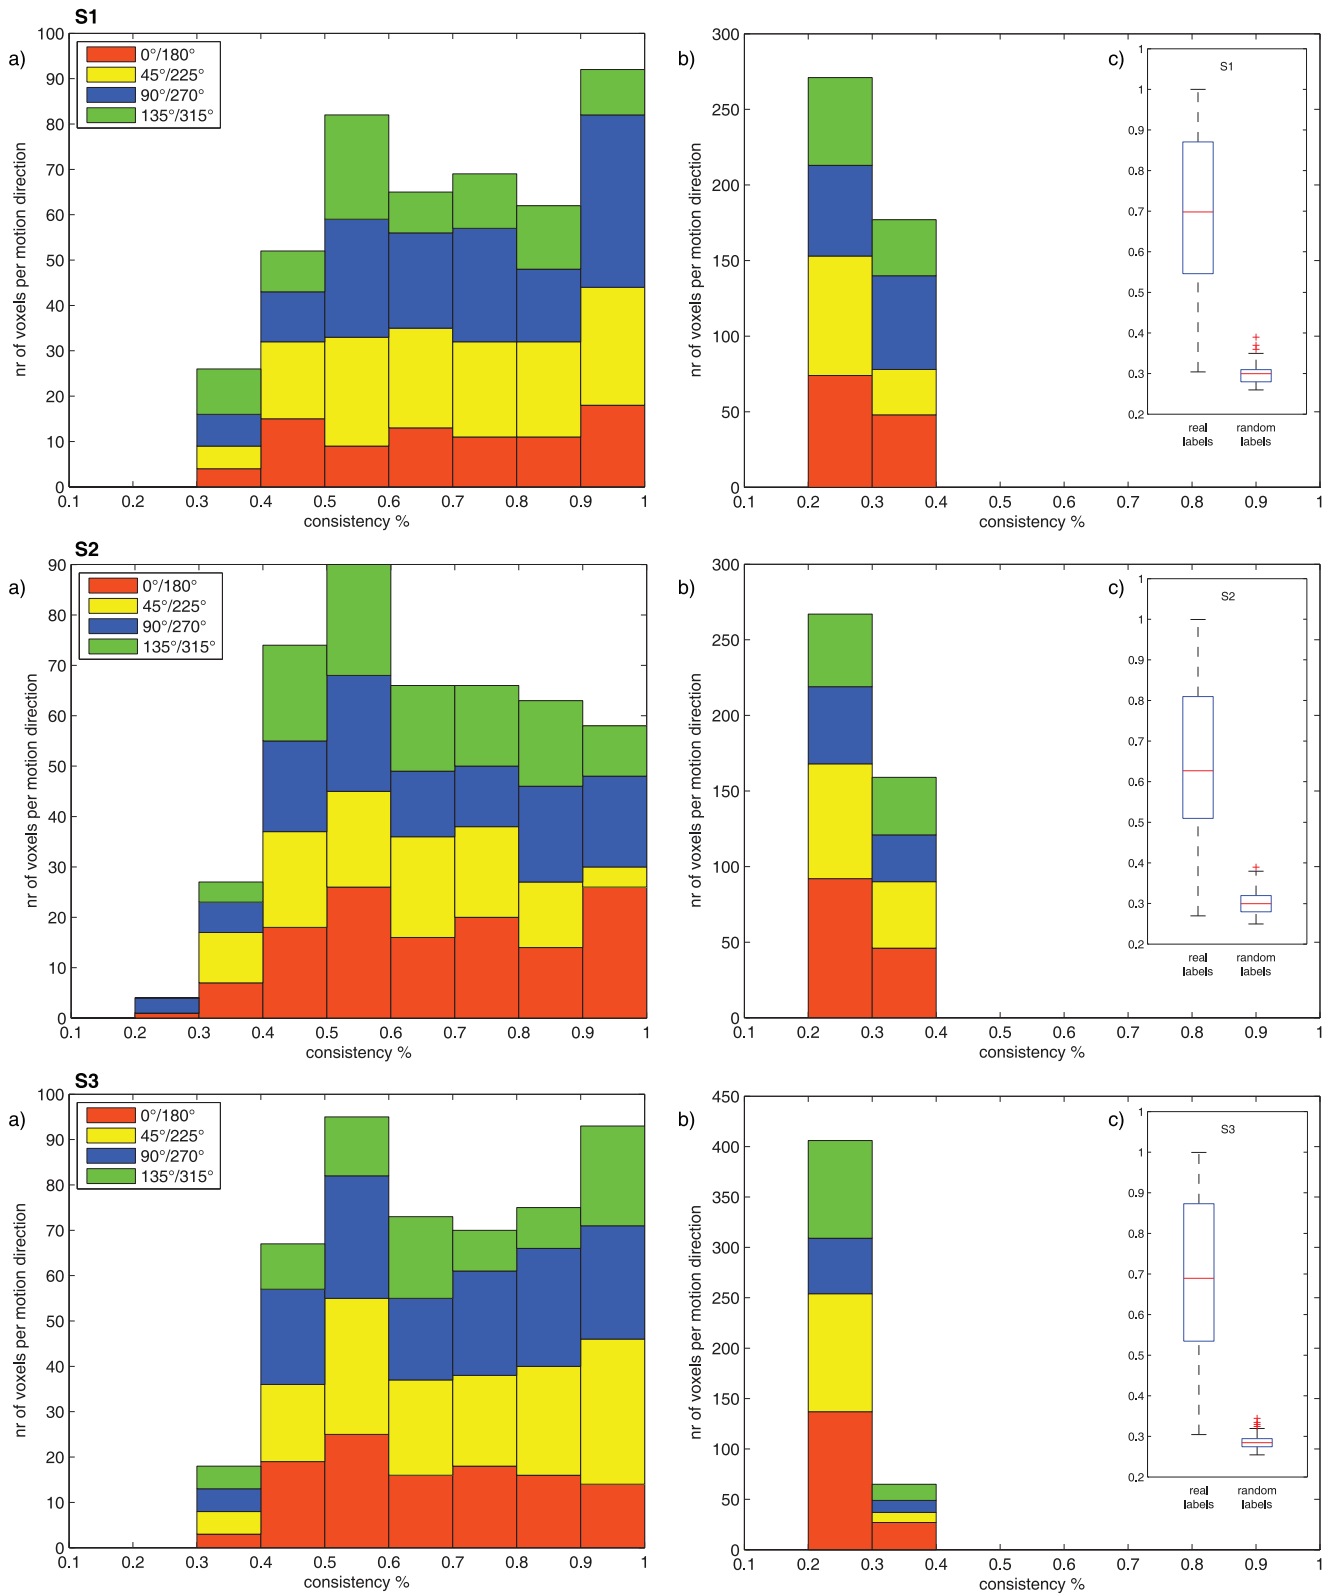 S1
a)
100
90
80
70
60
50
40
30
20
10
0
nr of voxels per motion direction
0°/180°
45°/225°
90°/270°
135°/315°
0.1 0.2 0.3 0.4 0.5 0.6 0.7 0.8 0.9 1
consistency %
b)
300
250
200
150
100
50
0
nr of voxels per motion direction
0.1 0.2 0.3 0.4 0.5 0.6 0.7 0.8 0.9 1
consistency %
c)
S1
1
1
0.9
0.8
0.7
0.6
0.5
0.4
0.3
0.2
real labels
random labels
S2
a)
90
80
70
60
50
40
30
20
10
0
nr of voxels per motion direction
0°/180°
45°/225°
90°/270°
135°/315°
0.1 0.2 0.3 0.4 0.5 0.6 0.7 0.8 0.9 1
consistency %
b)
300
250
200
150
100
50
0
nr of voxels per motion direction
0.1 0.2 0.3 0.4 0.5 0.6 0.7 0.8 0.9 1
consistency %
c)
S2
1
1
0.9
0.8
0.7
0.6
0.5
0.4
0.3
0.2
real labels
random labels
S3
a)
100
90
80
70
60
50
40
30
20
10
0
nr of voxels per motion direction
0°/180°
45°/225°
90°/270°
135°/315°
0.1 0.2 0.3 0.4 0.5 0.6 0.7 0.8 0.9 1
consistency %
b)
450
400
350
300
250
200
150
100
50
0
nr of voxels per motion direction
0.1 0.2 0.3 0.4 0.5 0.6 0.7 0.8 0.9 1
consistency %
c)
S3
1
1
0.9
0.8
0.7
0.6
0.5
0.4
0.3
0.2
real labels
random labels